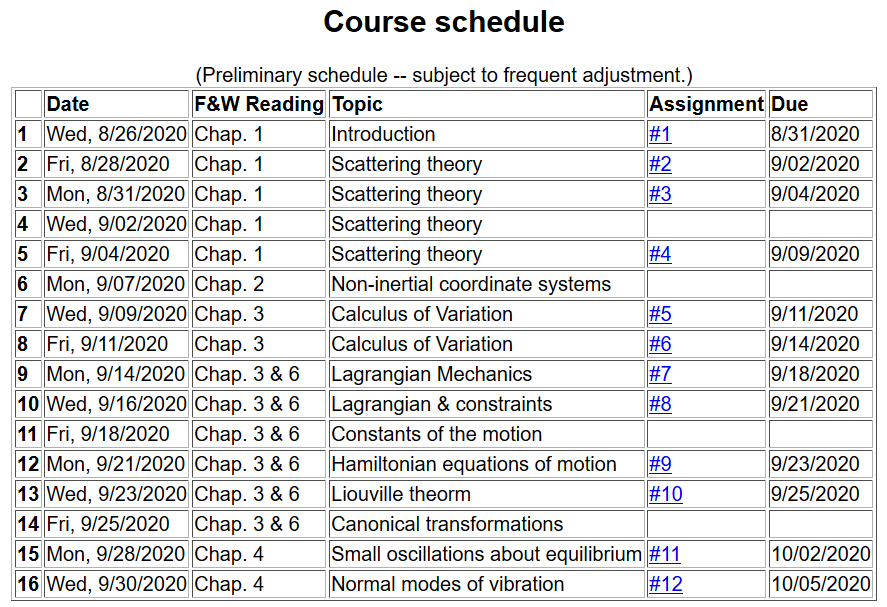 Course schedule
(Preliminary schedule -- subject to frequent adjustment.)
Date F&W Reading Topic Assignment Due
1 Wed, 8/26/2020 Chap. 1 Introduction #1 8/31/2020
2 Fri, 8/28/2020 Chap. 1 Scattering theory #2 9/02/2020
3 Mon, 8/31/2020 Chap. 1 Scattering theory #3 9/04/2020
4 Wed, 9/02/2020 Chap. 1 Scattering theory
5 Fri, 9/04/2020 Chap. 1 Scattering theory #4 9/09/2020
6 Mon, 9/07/2020 Chap. 2 Non-inertial coordinate systems
7 Wed, 9/09/2020 Chap. 3 Calculus of Variation #5 9/11/2020
8 Fri, 9/11/2020 Chap. 3 Calculus of Variation #6 9/14/2020
9 Mon, 9/14/2020 Chap. 3 & 6 Lagrangian Mechanics #7 9/18/2020
10 Wed, 9/16/2020 Chap. 3 & 6 Lagrangian & constraints #8 9/21/2020
11 Fri, 9/18/2020 Chap. 3 & 6 Constants of the motion
12 Mon, 9/21/2020 Chap. 3 & 6 Hamiltonian equations of motion #9 9/23/2020
13 Wed, 9/23/2020 Chap. 3 & 6 Liouville theorm #10 9/25/2020
14 Fri, 9/25/2020 Chap. 3 & 6 Canonical transformations
15 Mon, 9/28/2020 Chap. 4 Small oscillations about equilibrium #11 10/02/2020
16 Wed, 9/30/2020 Chap. 4 Normal modes of vibration #12 10/05/2020